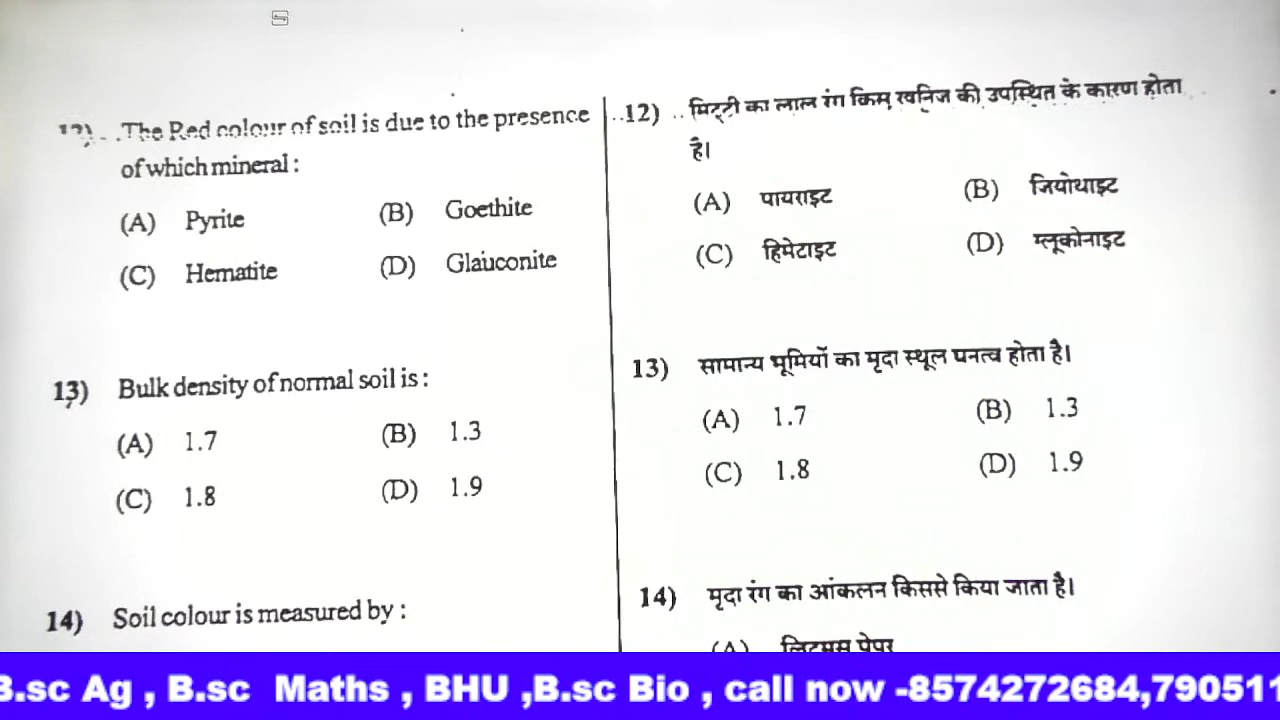 12) The Red colour of soil is due to the presence
of which mineral :
(A) Pyrite (B) Goethite
(C) Hematite (D) Glauconite
13) Bulk density of normal soil is :
(A) 1.7 (B) 1.3
(C) 1.8 (D) 1.9
14) Soil colour is measured by :
12) मिट्टी का लाल रंग किस खनिज की उपस्थित के कारण होता
है।
(A) पायराइट (B) जियोथाइट
(C) हिमेटाइट (D) ग्लूकोनाइट
13) सामान्य भूमियों का मृदा स्थूल घनत्व होता है।
(A) 1.7 (B) 1.3
(C) 1.8 (D) 1.9
14) मृदा रंग का आंकलन किससे किया जाता है।
(A) लिटमस पेपर
B.sc Ag , B.sc Maths , BHU ,B.sc Bio , call now -8574272684,790511